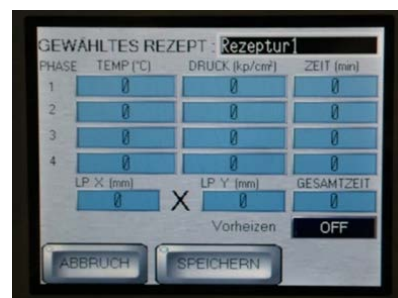 GEWÄHLTES REZEPT : Rezeptur1
PHASE TEMP (°C) DRUCK (kp/cm²) ZEIT (min)
1 0 0 0
2 0 0 0
3 0 0 0
4 0 0 0
LP X (mm) LP Y (mm) GESAMTZEIT
0 X 0 0
Vorheizen OFF
ABBRUCH SPEICHERN